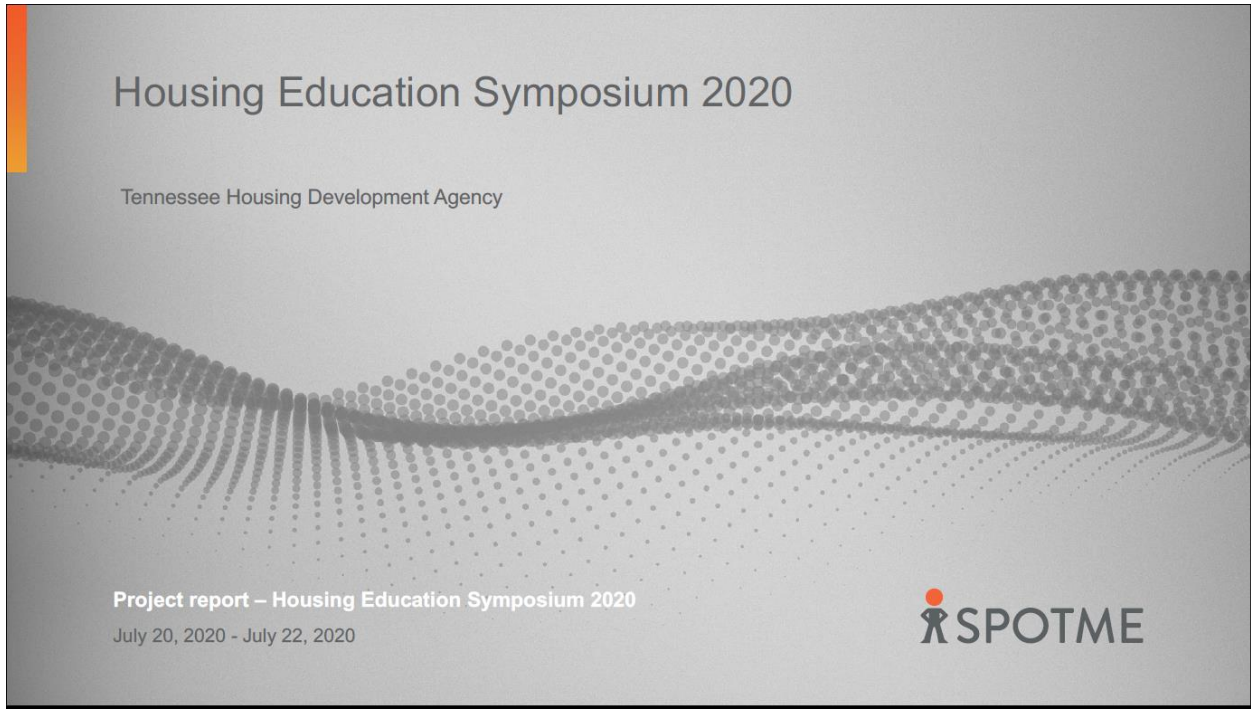 Housing Education Symposium 2020
Tennessee Housing Development Agency
Project report – Housing Education Symposium 2020
July 20, 2020 - July 22, 2020
SPOTME